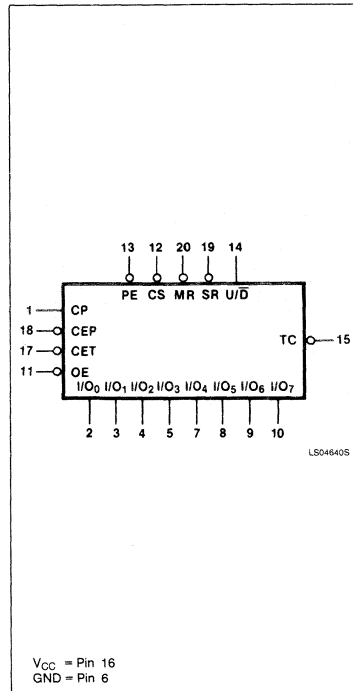 13 12 20 19 14
PE CS MR SR U/D̅
1 CP
18 CEP
17 CET
TC 15
11 OE
I/O₀ I/O₁ I/O₂ I/O₃ I/O₄ I/O₅ I/O₆ I/O₇
2 3 4 5 7 8 9 10
LS04640S
V_CC = Pin 16
GND = Pin 6